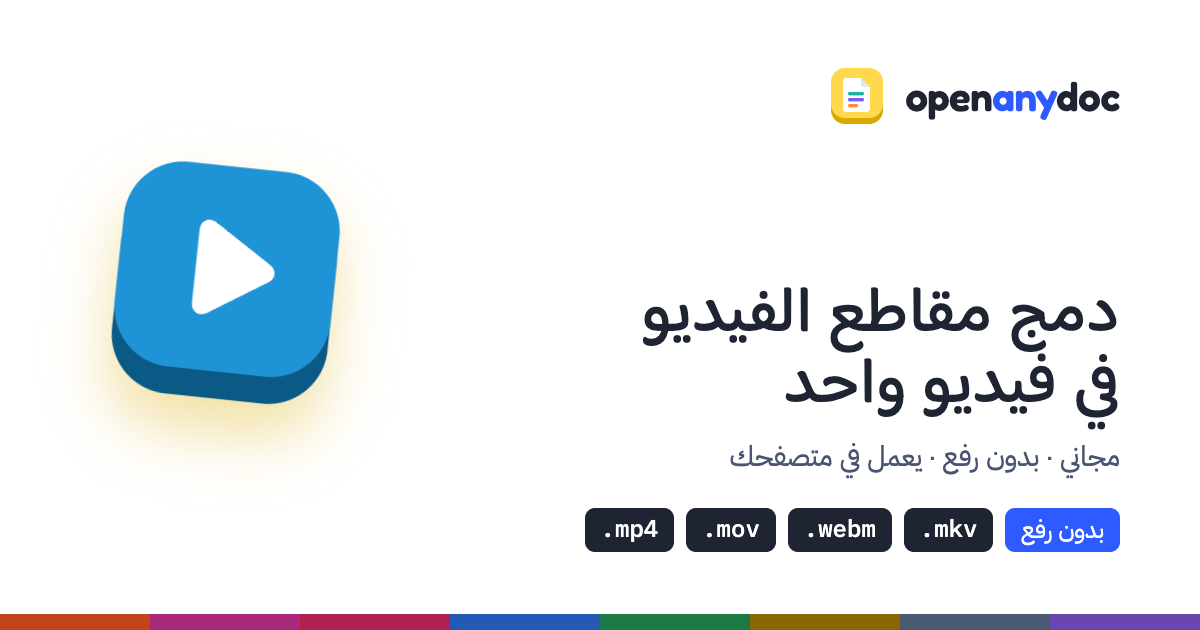 openanydoc
دمج مقاطع الفيديو
في فيديو واحد
مجاني · بدون رفع · يعمل في متصفحك
بدون رفع .mkv .webm .mov .mp4